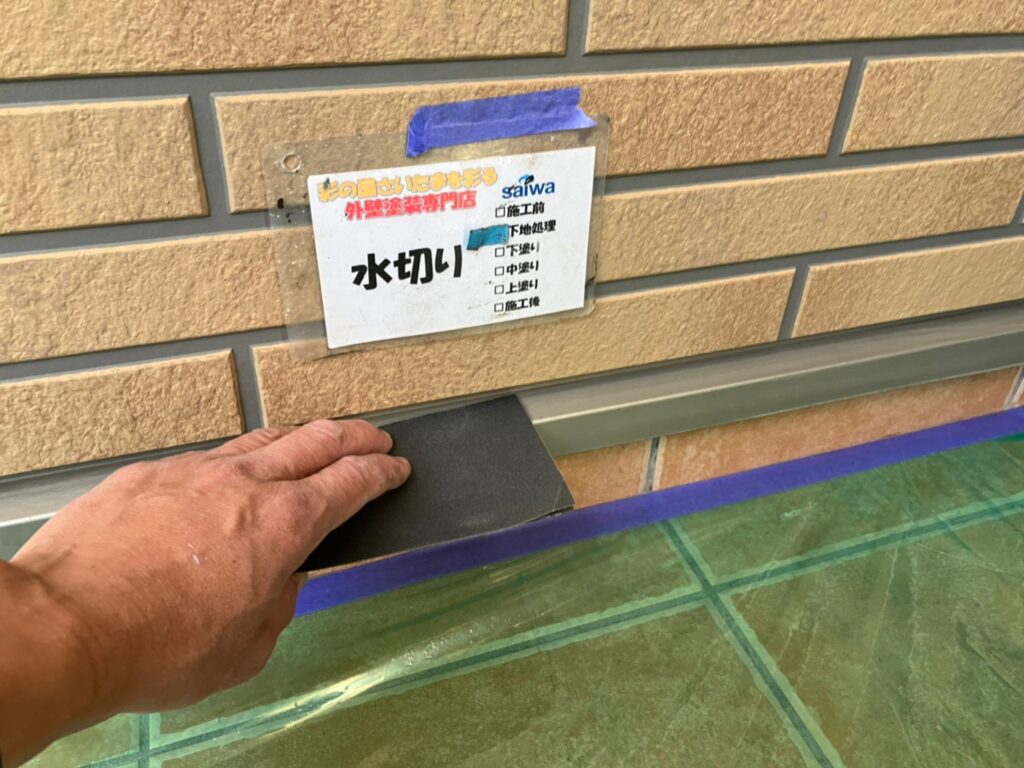 彩の国さいたまを彩る
外壁塗装専門店
saiwa
水切り
□施工前
下地処理
□下塗り
□中塗り
□上塗り
□施工後